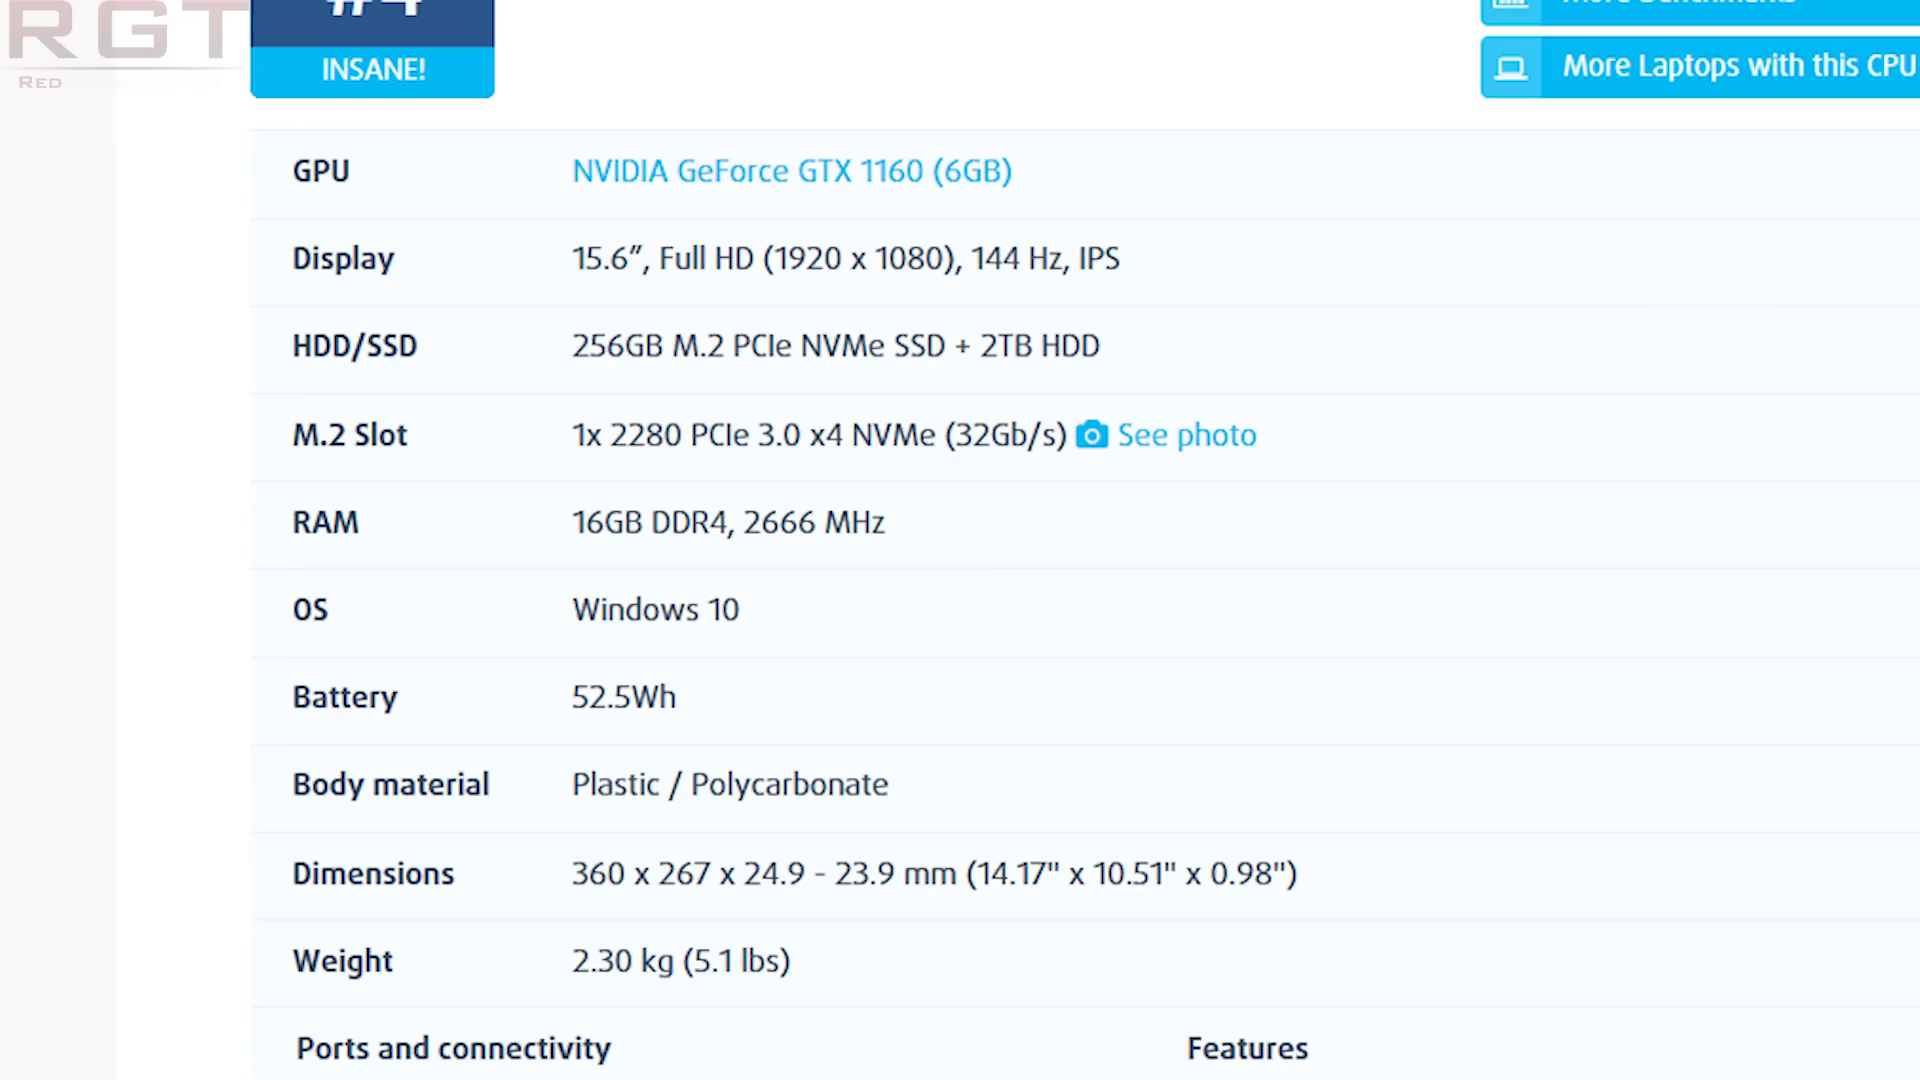 RGT
RED
#4
INSANE!
More Benchmarks
More Laptops with this CPU
GPU NVIDIA GeForce GTX 1160 (6GB)
Display 15.6”, Full HD (1920 x 1080), 144 Hz, IPS
HDD/SSD 256GB M.2 PCIe NVMe SSD + 2TB HDD
M.2 Slot 1x 2280 PCIe 3.0 x4 NVMe (32Gb/s) See photo
RAM 16GB DDR4, 2666 MHz
OS Windows 10
Battery 52.5Wh
Body material Plastic / Polycarbonate
Dimensions 360 x 267 x 24.9 - 23.9 mm (14.17" x 10.51" x 0.98")
Weight 2.30 kg (5.1 lbs)
Ports and connectivity Features